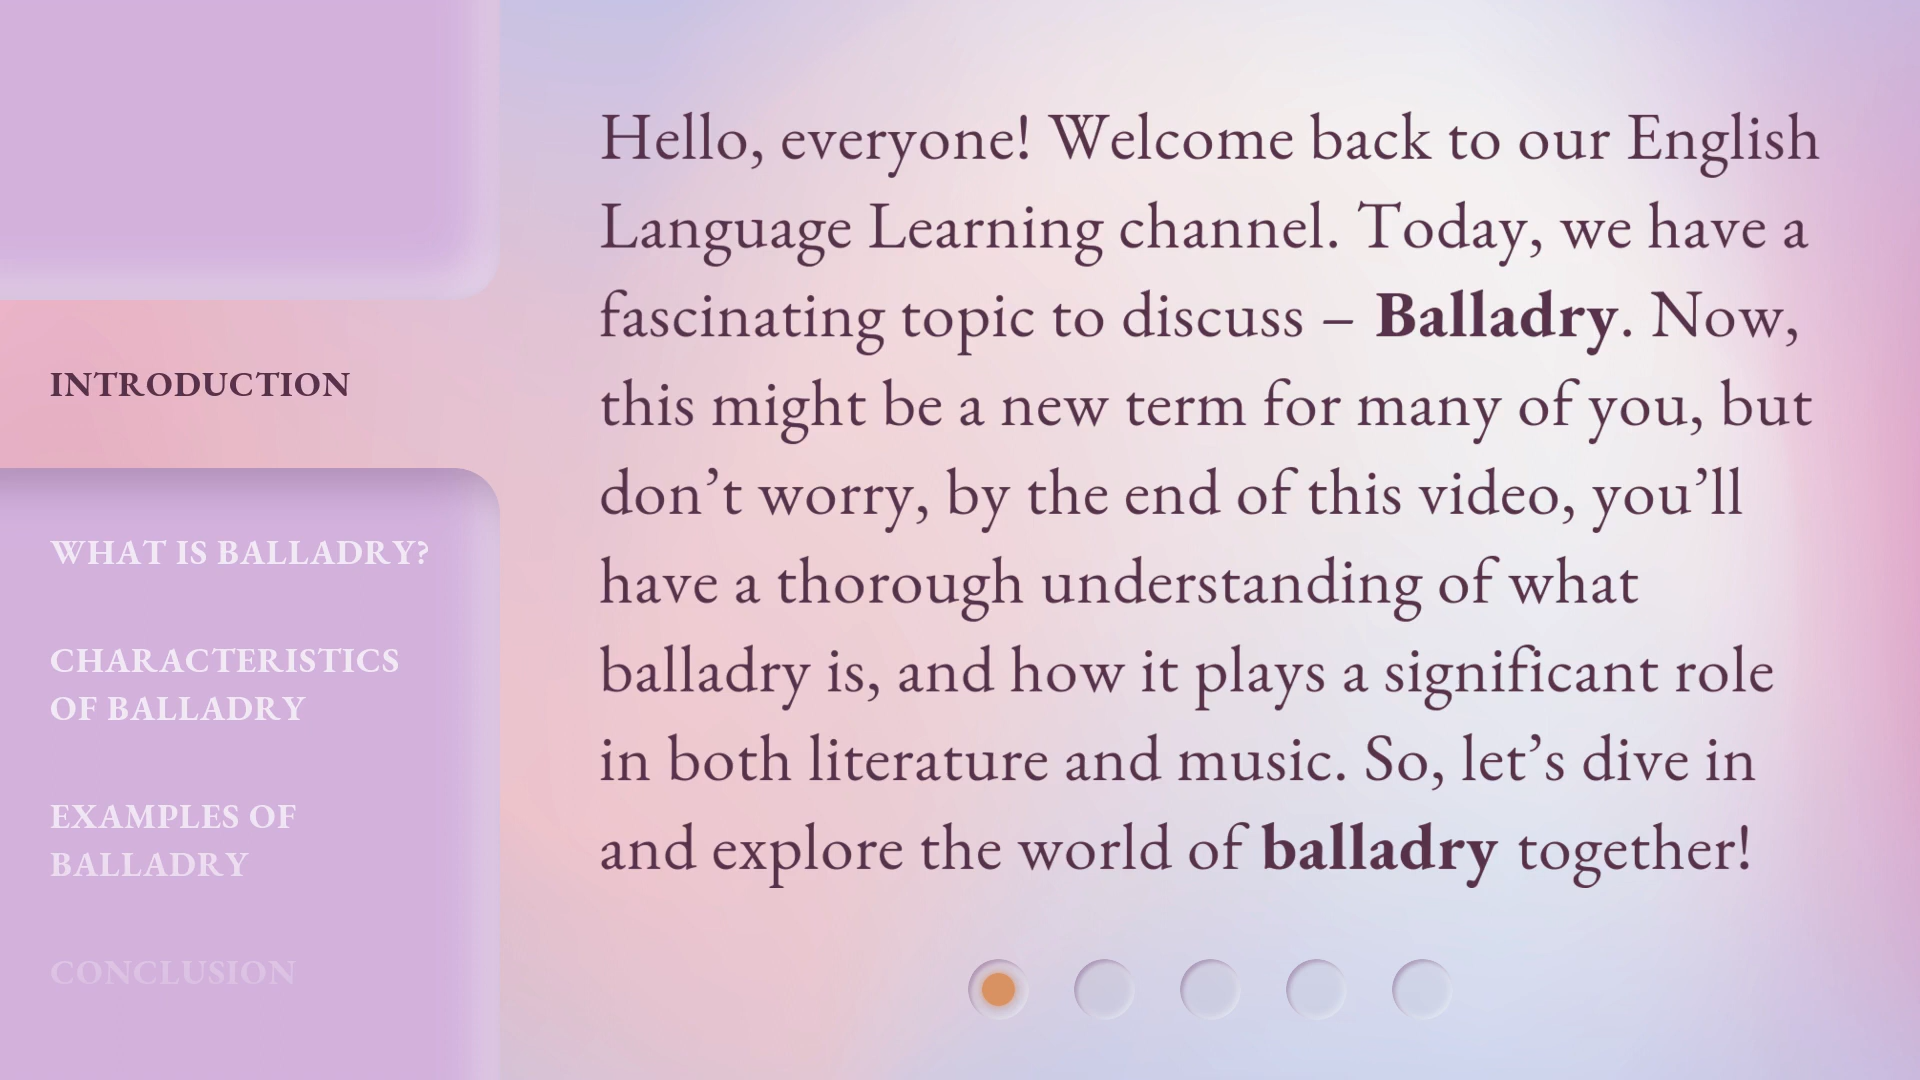 INTRODUCTION
WHAT IS BALLADRY?
CHARACTERISTICS
OF BALLADRY
EXAMPLES OF
BALLADRY
CONCLUSION
Hello, everyone! Welcome back to our English
Language Learning channel. Today, we have a
fascinating topic to discuss – Balladry. Now,
this might be a new term for many of you, but
don’t worry, by the end of this video, you’ll
have a thorough understanding of what
balladry is, and how it plays a significant role
in both literature and music. So, let’s dive in
and explore the world of balladry together!